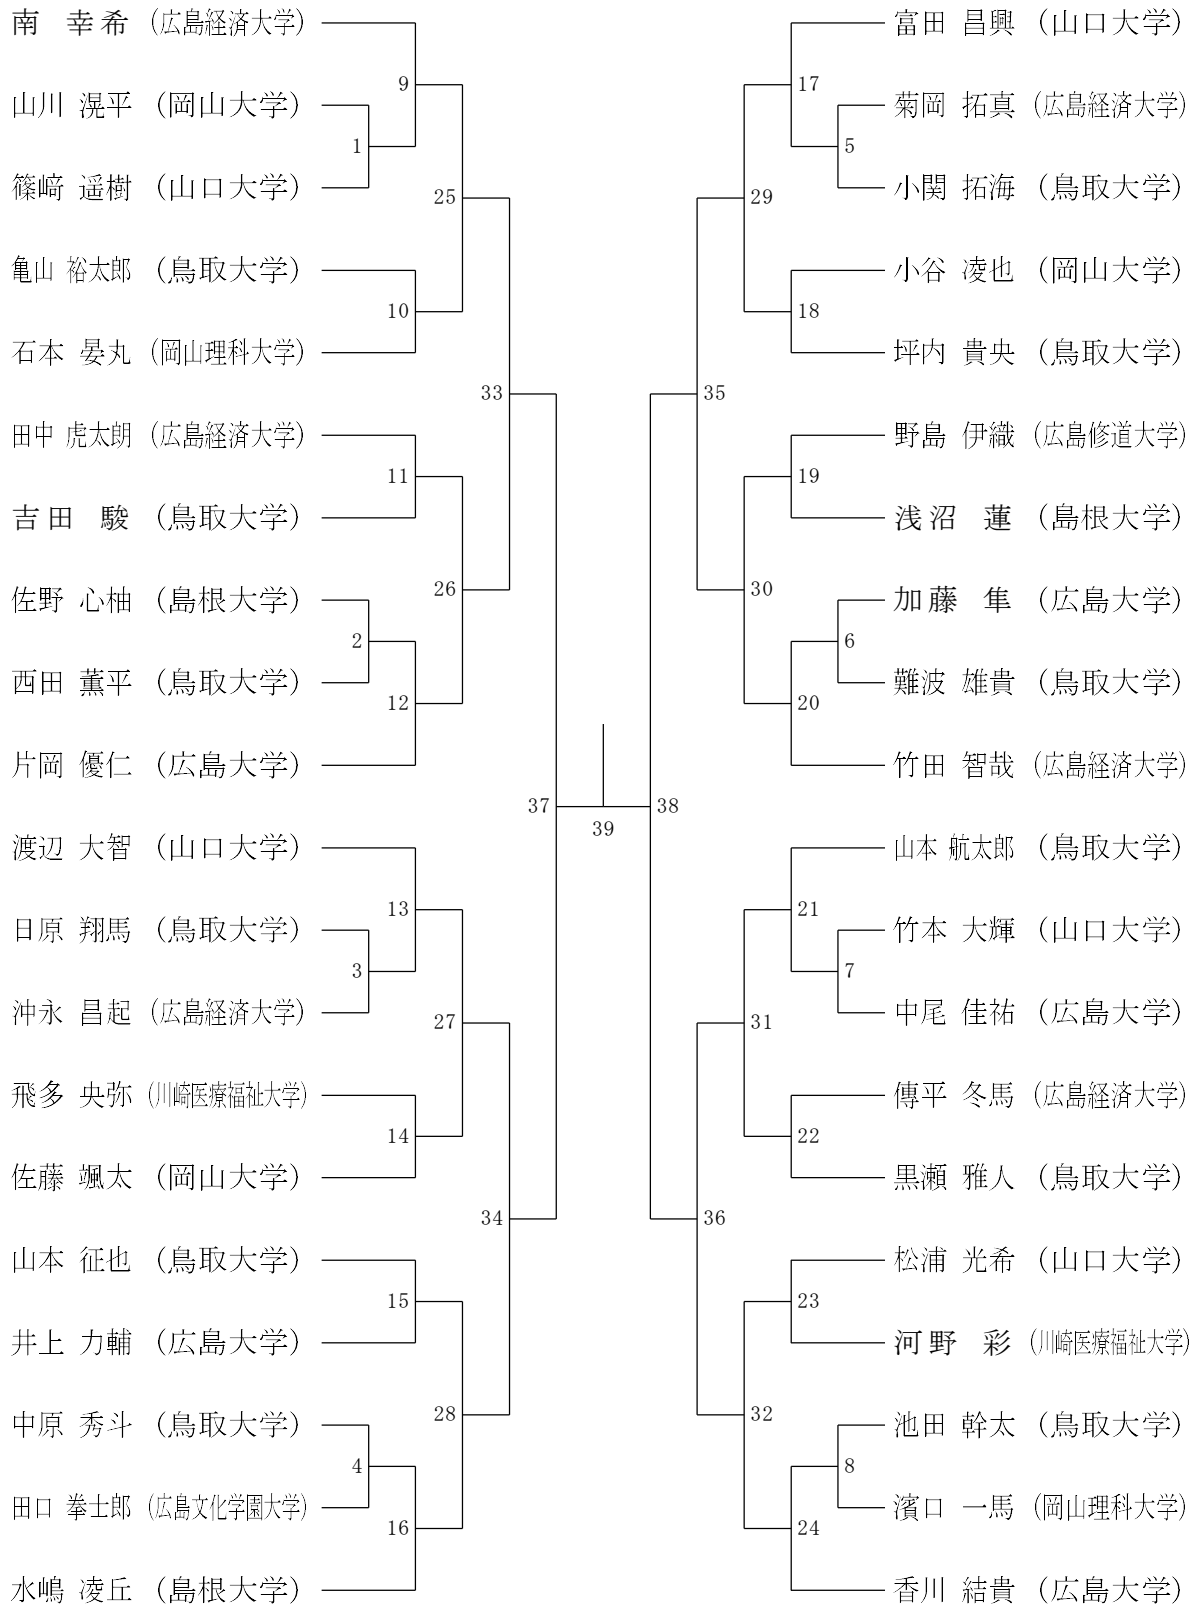 南 幸希 (広島経済大学)
9
山川 滉平 (岡山大学)
1
篠﨑 遥樹 (山口大学)
25
亀山 裕太郎 (鳥取大学)
10
石本 晏丸 (岡山理科大学)
33
田中 虎太朗 (広島経済大学)
11
吉田 駿 (鳥取大学)
26
佐野 心柚 (島根大学)
2
西田 薫平 (鳥取大学)
12
片岡 優仁 (広島大学)
37
渡辺 大智 (山口大学)
13
日原 翔馬 (鳥取大学)
3
沖永 昌起 (広島経済大学)
27
飛多 央弥 (川崎医療福祉大学)
14
佐藤 颯太 (岡山大学)
34
山本 征也 (鳥取大学)
15
井上 力輔 (広島大学)
28
中原 秀斗 (鳥取大学)
4
田口 拳士郎 (広島文化学園大学)
16
水嶋 凌丘 (島根大学)
39
富田 昌興 (山口大学)
17
菊岡 拓真 (広島経済大学)
5
小関 拓海 (鳥取大学)
29
小谷 凌也 (岡山大学)
18
坪内 貴央 (鳥取大学)
35
野島 伊織 (広島修道大学)
19
浅沼 蓮 (島根大学)
30
加藤 隼 (広島大学)
6
難波 雄貴 (鳥取大学)
20
竹田 智哉 (広島経済大学)
38
山本 航太郎 (鳥取大学)
21
竹本 大輝 (山口大学)
7
中尾 佳祐 (広島大学)
31
傳平 冬馬 (広島経済大学)
22
黒瀬 雅人 (鳥取大学)
36
松浦 光希 (山口大学)
23
河野 彩 (川崎医療福祉大学)
32
池田 幹太 (鳥取大学)
8
濱口 一馬 (岡山理科大学)
24
香川 結貴 (広島大学)